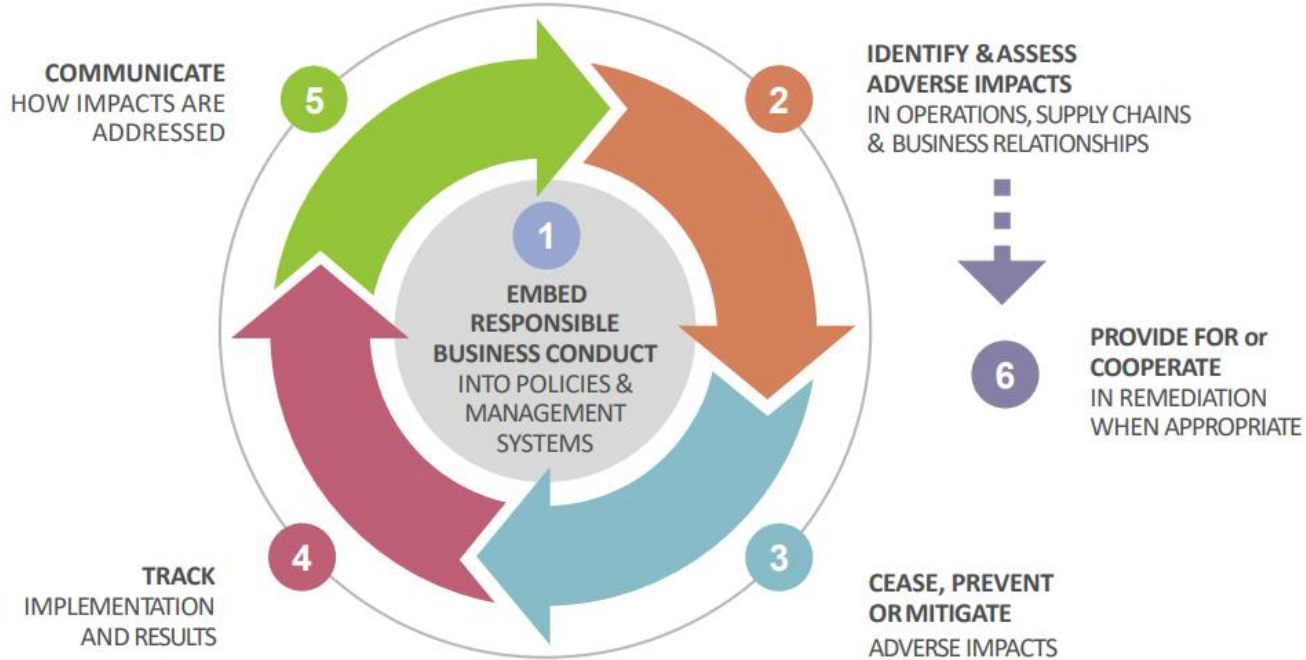 1
EMBED
RESPONSIBLE
BUSINESS CONDUCT
INTO POLICIES &
MANAGEMENT
SYSTEMS
2
IDENTIFY & ASSESS
ADVERSE IMPACTS
IN OPERATIONS, SUPPLY CHAINS
& BUSINESS RELATIONSHIPS
3
CEASE, PREVENT
OR MITIGATE
ADVERSE IMPACTS
4
TRACK
IMPLEMENTATION
AND RESULTS
5
COMMUNICATE
HOW IMPACTS ARE
ADDRESSED
6
PROVIDE FOR or
COOPERATE
IN REMEDIATION
WHEN APPROPRIATE